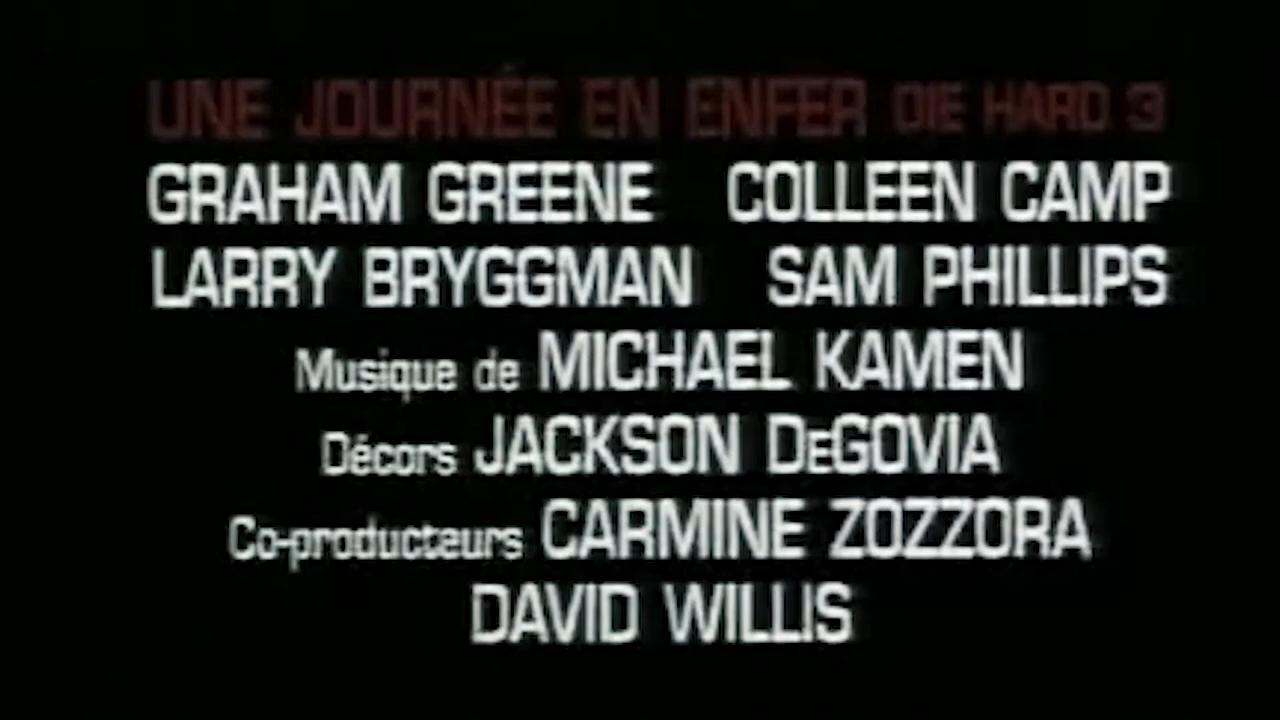 UNE JOURNÉE EN ENFER DIE HARD 3
GRAHAM GREENE COLLEEN CAMP
LARRY BRYGGMAN SAM PHILLIPS
Musique de MICHAEL KAMEN
Décors JACKSON DEGOVIA
Co-producteurs CARMINE ZOZZORA
DAVID WILLIS